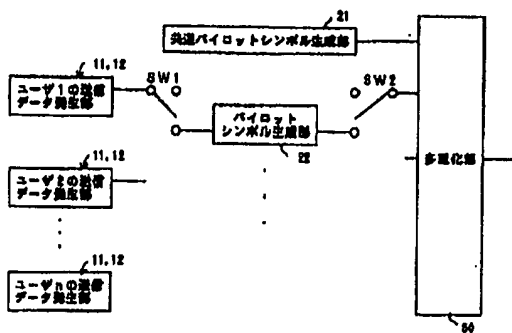 21
共通パイロットシンボル生成部
11,12
SW1
SW2
ユーザ1の送信
データ発生部
パイロット
シンボル生成部
22
11,12
ユーザ2の送信
データ発生部
多重化部
11,12
ユーザnの送信
データ発生部
50